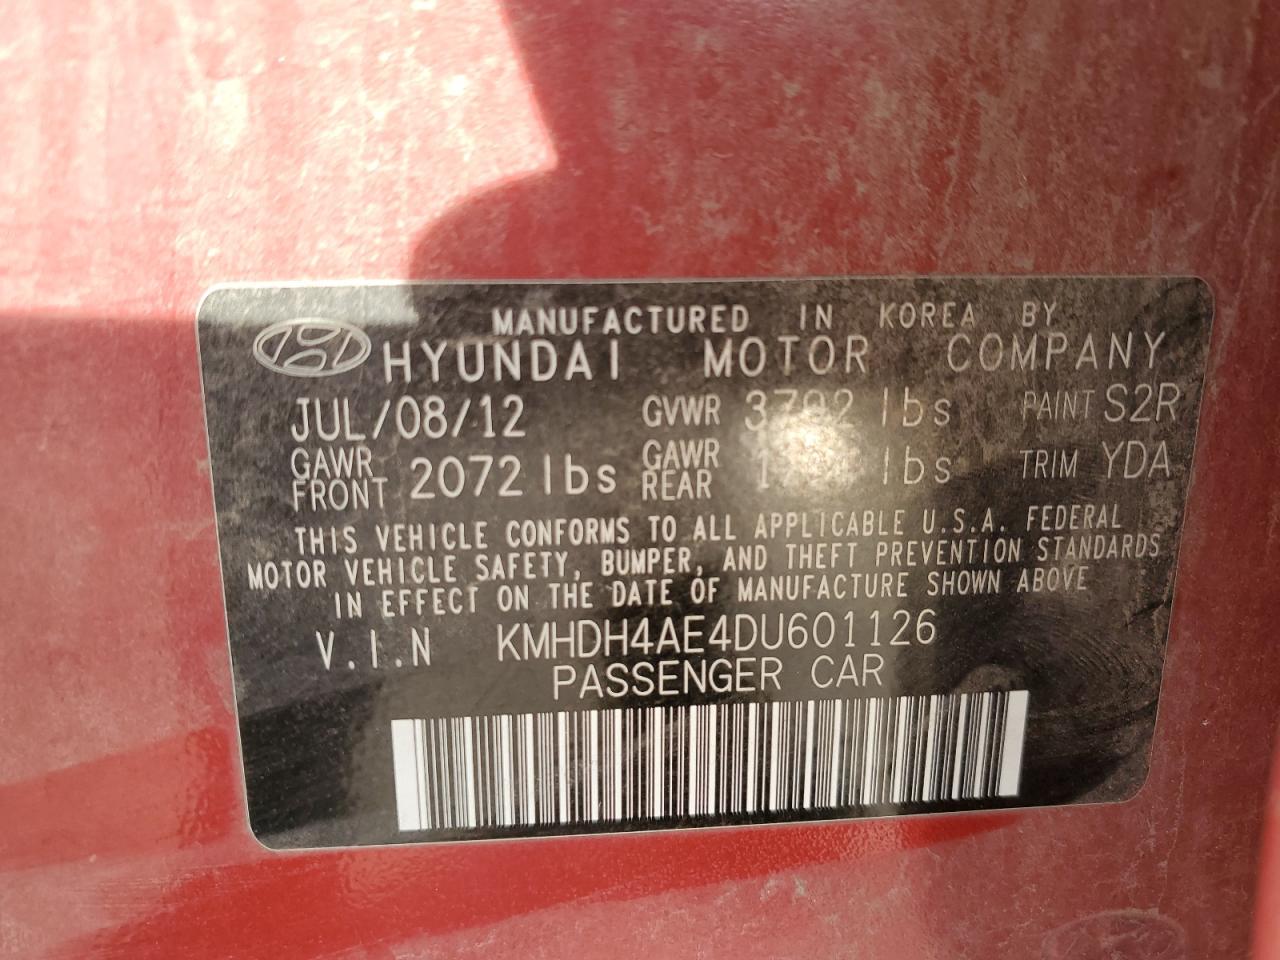 MANUFACTURED IN KOREA BY
HYUNDAI MOTOR COMPANY
JUL/08/12 GVWR 3792 lbs PAINT S2R
GAWR FRONT 2072 lbs GAWR REAR lbs TRIM YDA
THIS VEHICLE CONFORMS TO ALL APPLICABLE U.S.A. FEDERAL
MOTOR VEHICLE SAFETY, BUMPER, AND THEFT PREVENTION STANDARDS
IN EFFECT ON THE DATE OF MANUFACTURE SHOWN ABOVE
V.I.N KMHDH4AE4DU601126
PASSENGER CAR